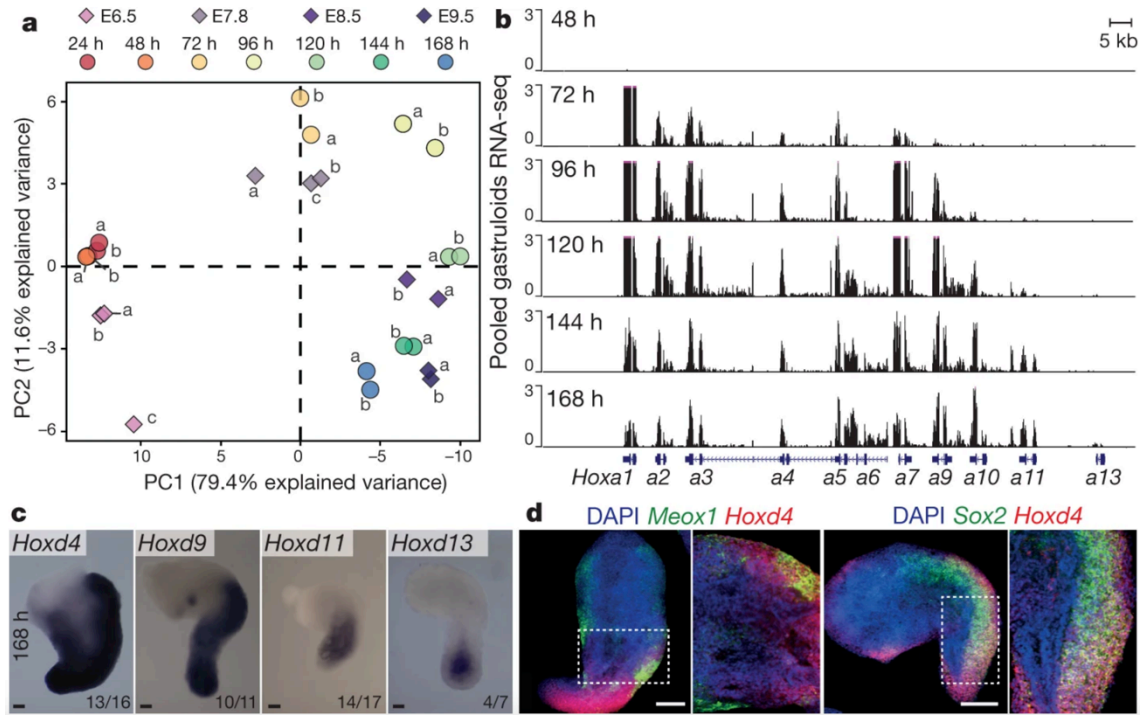 a
E6.5 E7.8 E8.5 E9.5
24 h 48 h 72 h 96 h 120 h 144 h 168 h
PC2 (11.6% explained variance)
6
3
0
–3
–6
b
a
a
b
a
b
c
a
b
a
b
a
b
a
b
b
a
a
b
b
a
a
b
a
b
c
10 5 0 –5 –10
PC1 (79.4% explained variance)
b
Pooled gastruloids RNA-seq
3
0
48 h
5 kb
3
0
72 h
3
0
96 h
3
0
120 h
3
0
144 h
3
0
168 h
Hoxa1 a2 a3 a4 a5 a6 a7 a9 a10 a11 a13
c
168 h
Hoxd4 Hoxd9 Hoxd11 Hoxd13
13/16 10/11 14/17 4/7
d
DAPI Meox1 Hoxd4
DAPI Sox2 Hoxd4